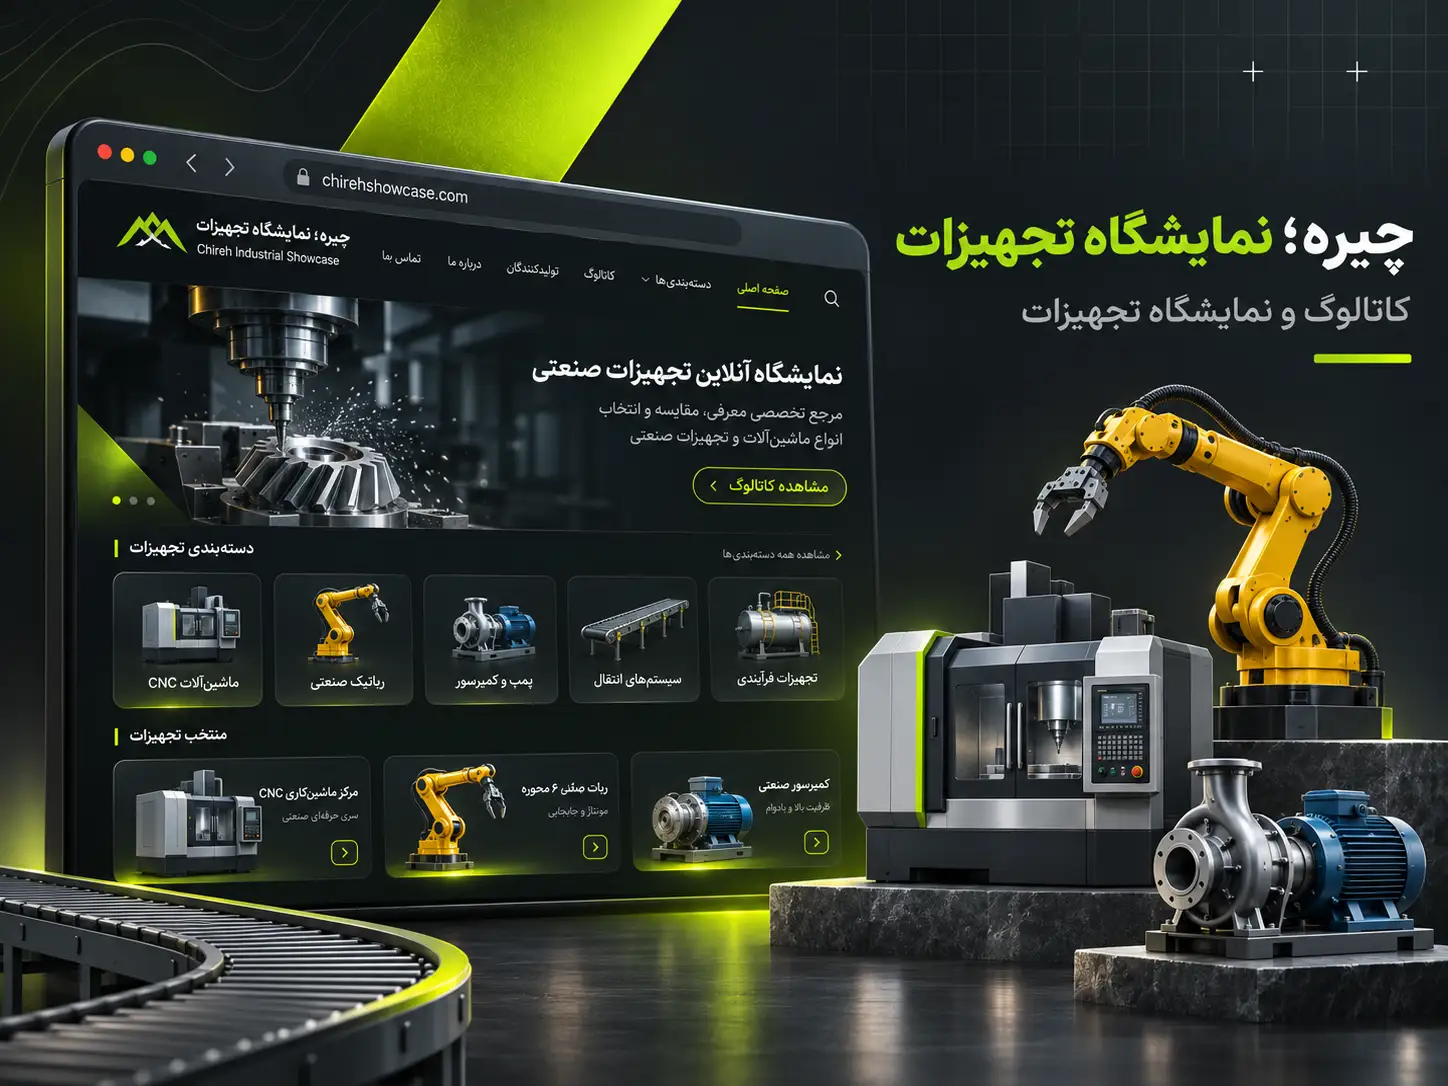 chirehshowcase.com
چیره؛ نمایشگاه تجهیزات
Chireh Industrial Showcase
صفحه اصلی
دسته‌بندی‌ها
کاتالوگ
تولیدکنندگان
درباره ما
تماس بما
نمایشگاه آنلاین تجهیزات صنعتی
مرجع تخصصی معرفی، مقایسه و انتخاب
انواع ماشین‌آلات و تجهیزات صنعتی
مشاهده کاتالوگ
دسته‌بندی تجهیزات
مشاهده همه دسته‌بندی‌ها
ماشین‌آلات CNC
رباتیک صنعتی
پمپ و کمپرسور
سیستم‌های انتقال
تجهیزات فرآیندی
منتخب تجهیزات
مرکز ماشین‌کاری CNC
سری حرفه‌ای صنعتی
ربات صنعتی ۶ محوره
مونتاژ و جابجایی
کمپرسور صنعتی
ظرفیت بالا و بادوام
چیره؛ نمایشگاه تجهیزات
کاتالوگ و نمایشگاه تجهیزات